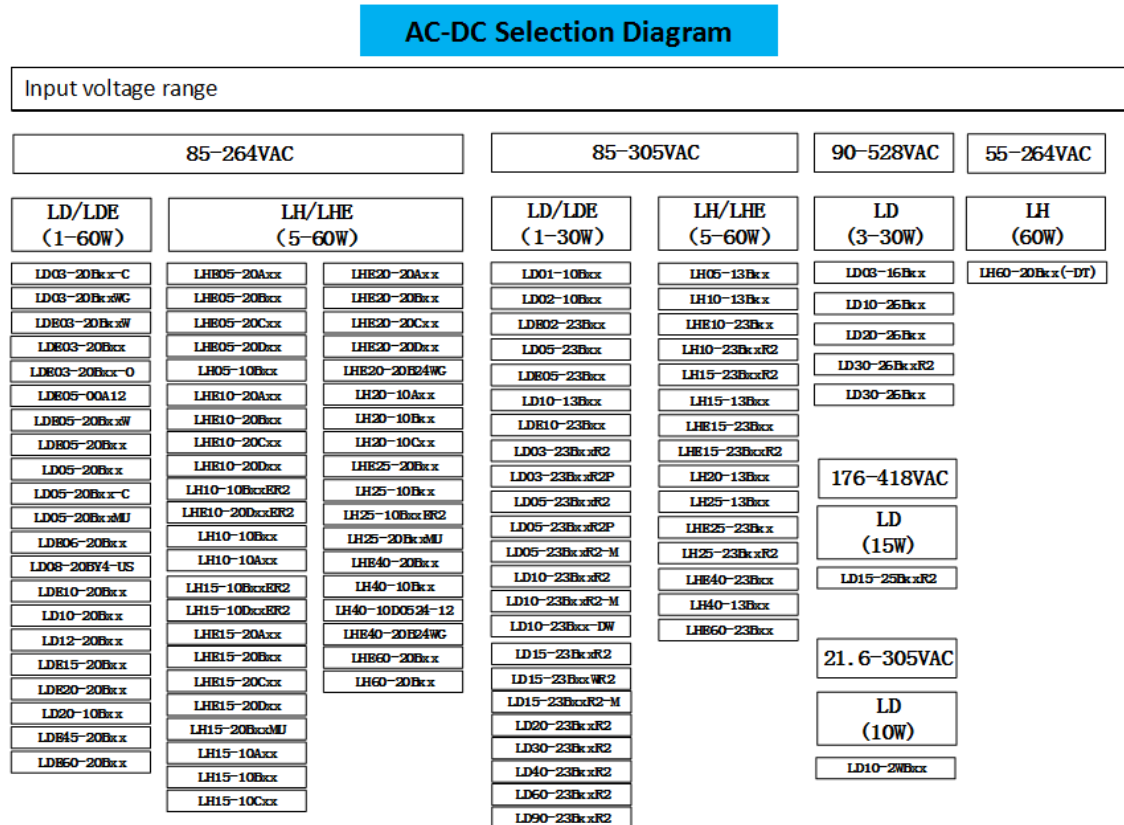 AC-DC Selection Diagram
Input voltage range
85-264VAC
LD/LDE
(1-60W)
LD03-20Bxx-C
LD03-20BxxWG
LDE03-20BxxW
LDE03-20Bxx
LDE03-20Bxx-O
LDE05-00A12
LDE05-20BxxW
LDE05-20Bxx
LD05-20Bxx
LD05-20Bxx-C
LD05-20BxxMU
LDE06-20Bxx
LD08-20BY4-US
LDE10-20Bxx
LD10-20Bxx
LD12-20Bxx
LDE15-20Bxx
LDE20-20Bxx
LD20-10Bxx
LDE45-20Bxx
LDE60-20Bxx
LH/LHE
(5-60W)
LHE05-20Axx
LHE05-20Bxx
LHE05-20Cxx
LHE05-20Dxx
LH05-10Bxx
LHE10-20Axx
LHE10-20Bxx
LHE10-20Cxx
LHE10-20Dxx
LH10-10BxxER2
LHE10-20DxxER2
LH10-10Bxx
LH10-10Axx
LH15-10BxxER2
LH15-10DxxER2
LHE15-20Axx
LHE15-20Bxx
LHE15-20Cxx
LHE15-20Dxx
LH15-20BxxMU
LH15-10Axx
LH15-10Bxx
LH15-10Cxx
LHE20-20Axx
LHE20-20Bxx
LHE20-20Cxx
LHE20-20Dxx
LHE20-20B24WG
LH20-10Axx
LH20-10Bxx
LH20-10Cxx
LHE25-20Bxx
LH25-10Bxx
LH25-10BxxER2
LH25-20BxxMU
LHE40-20Bxx
LH40-10Bxx
LH40-10D0524-12
LHE40-20B24WG
LHE60-20Bxx
LH60-20Bxx
85-305VAC
LD/LDE
(1-30W)
LD01-10Bxx
LD02-10Bxx
LDE02-23Bxx
LD05-23Bxx
LDE05-23Bxx
LD10-13Bxx
LDE10-23Bxx
LD03-23BxxR2
LD03-23BxxR2P
LD05-23BxxR2
LD05-23BxxR2P
LD05-23BxxR2-M
LD10-23BxxR2
LD10-23BxxR2-M
LD10-23Bxx-DW
LD15-23BxxR2
LD15-23BxxWR2
LD15-23BxxR2-M
LD20-23BxxR2
LD30-23BxxR2
LD40-23BxxR2
LD60-23BxxR2
LD90-23BxxR2
LH/LHE
(5-60W)
LH05-13Bxx
LH10-13Bxx
LHE10-23Bxx
LH10-23BxxR2
LH15-23BxxR2
LH15-13Bxx
LHE15-23Bxx
LHE15-23BxxR2
LH20-13Bxx
LH25-13Bxx
LHE25-23Bxx
LH25-23BxxR2
LHE40-23Bxx
LH40-13Bxx
LHE60-23Bxx
90-528VAC
LD
(3-30W)
LD03-16Bxx
LD10-26Bxx
LD20-26Bxx
LD30-26BxxR2
LD30-26Bxx
176-418VAC
LD
(15W)
LD15-25BxxR2
21.6-305VAC
LD
(10W)
LD10-2WBxx
55-264VAC
LH
(60W)
LH60-20Bxx(-DT)